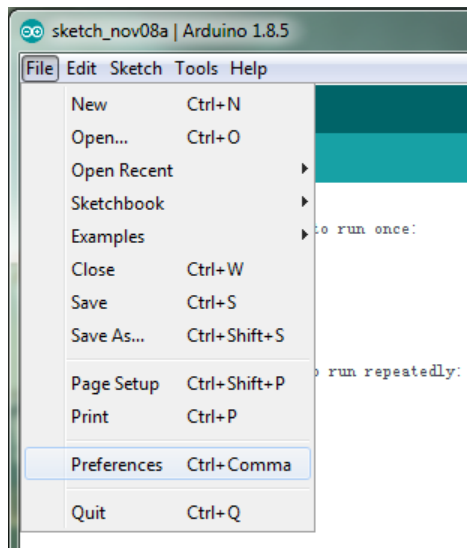 sketch_nov08a | Arduino 1.8.5
File Edit Sketch Tools Help
New Ctrl+N
Open... Ctrl+O
Open Recent
Sketchbook
Examples
Close Ctrl+W
Save Ctrl+S
Save As... Ctrl+Shift+S
Page Setup Ctrl+Shift+P
Print Ctrl+P
Preferences Ctrl+Comma
Quit Ctrl+Q
to run once:
run repeatedly: